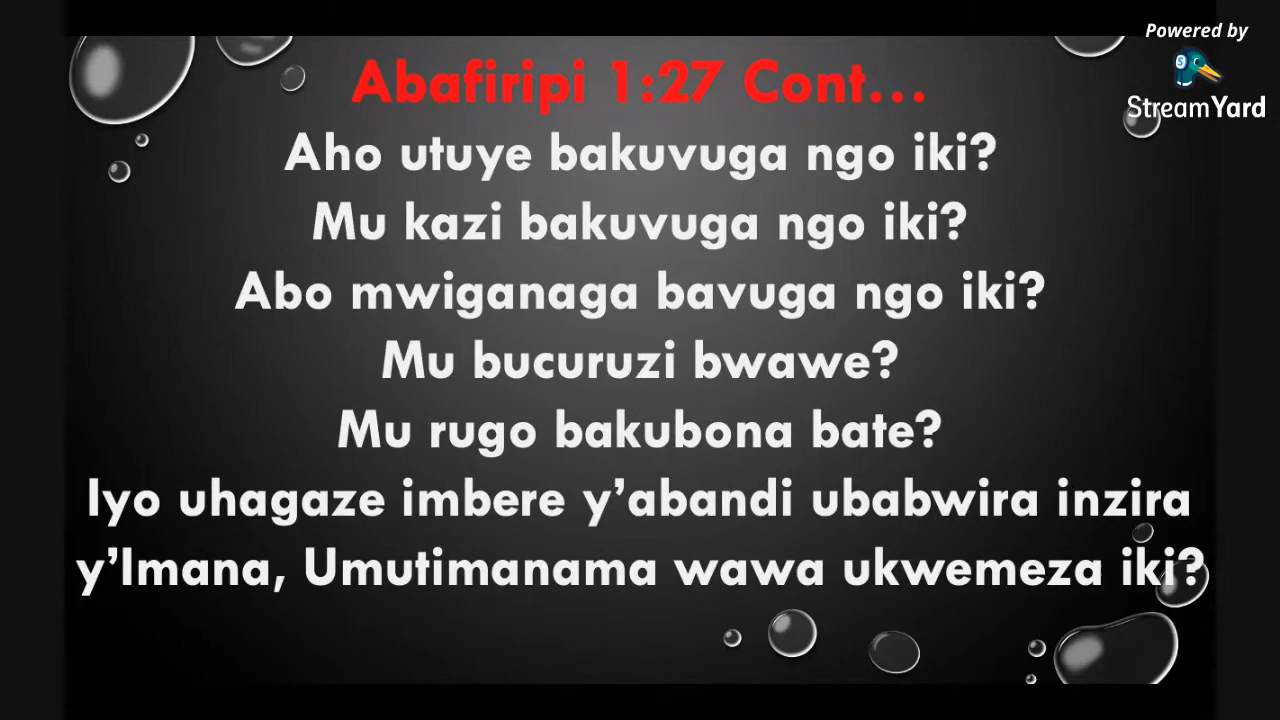 Powered by
StreamYard
Abafiripi 1:27 Cont...
Aho utuye bakuvuga ngo iki?
Mu kazi bakuvuga ngo iki?
Abo mwiganaga bavuga ngo iki?
Mu bucuruzi bwawe?
Mu rugo bakubona bate?
Iyo uhagaze imbere y’abandi ubabwira inzira
y’Imana, Umutimanama wawa ukwemeza iki?